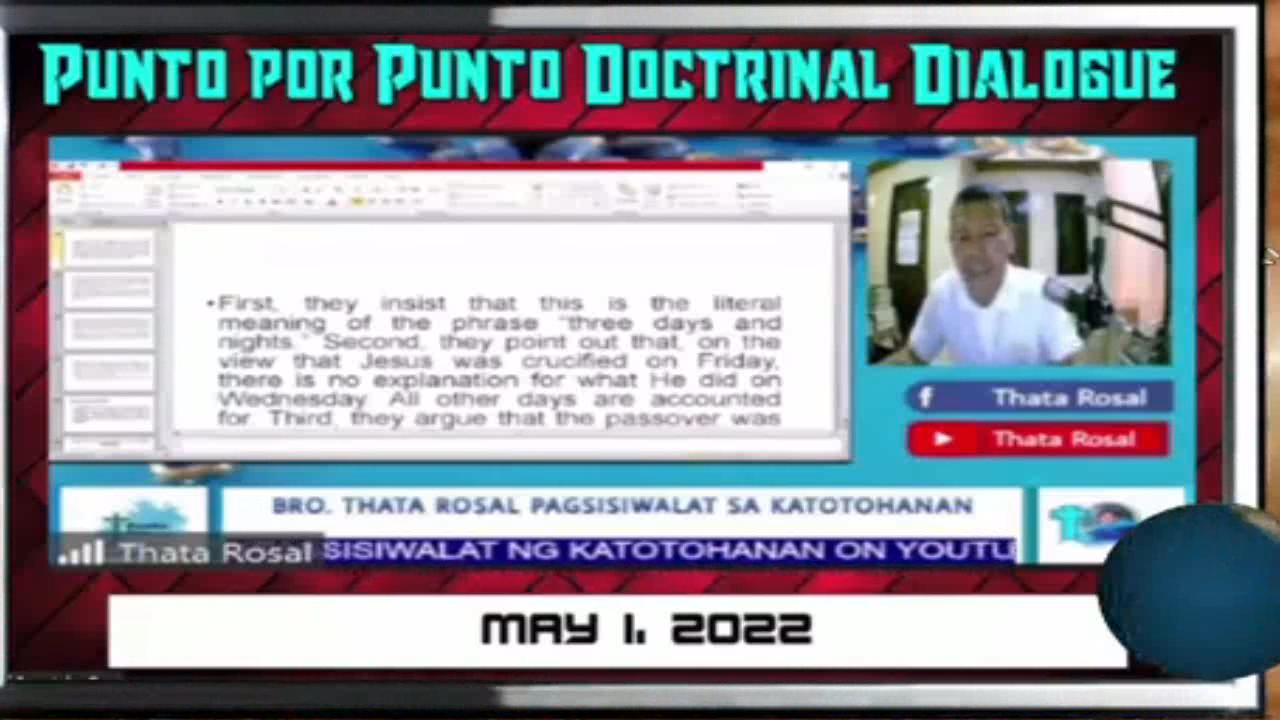 PUNTO POR PUNTO DOCTRINAL DIALOGUE
•First, they insist that this is the literal
meaning of the phrase "three days and
nights." Second, they point out that, on the
view that Jesus was crucified on Friday,
there is no explanation for what He did on
Wednesday. All other days are accounted
for. Third, they argue that the passover was
f Thata Rosal
Thata Rosal
BRO. THATA ROSAL PAGSISIWALAT SA KATOTOHANAN
Thata Rosal
SISIWALAT NG KATOTOHANAN ON YOUTU
MAY 1, 2022